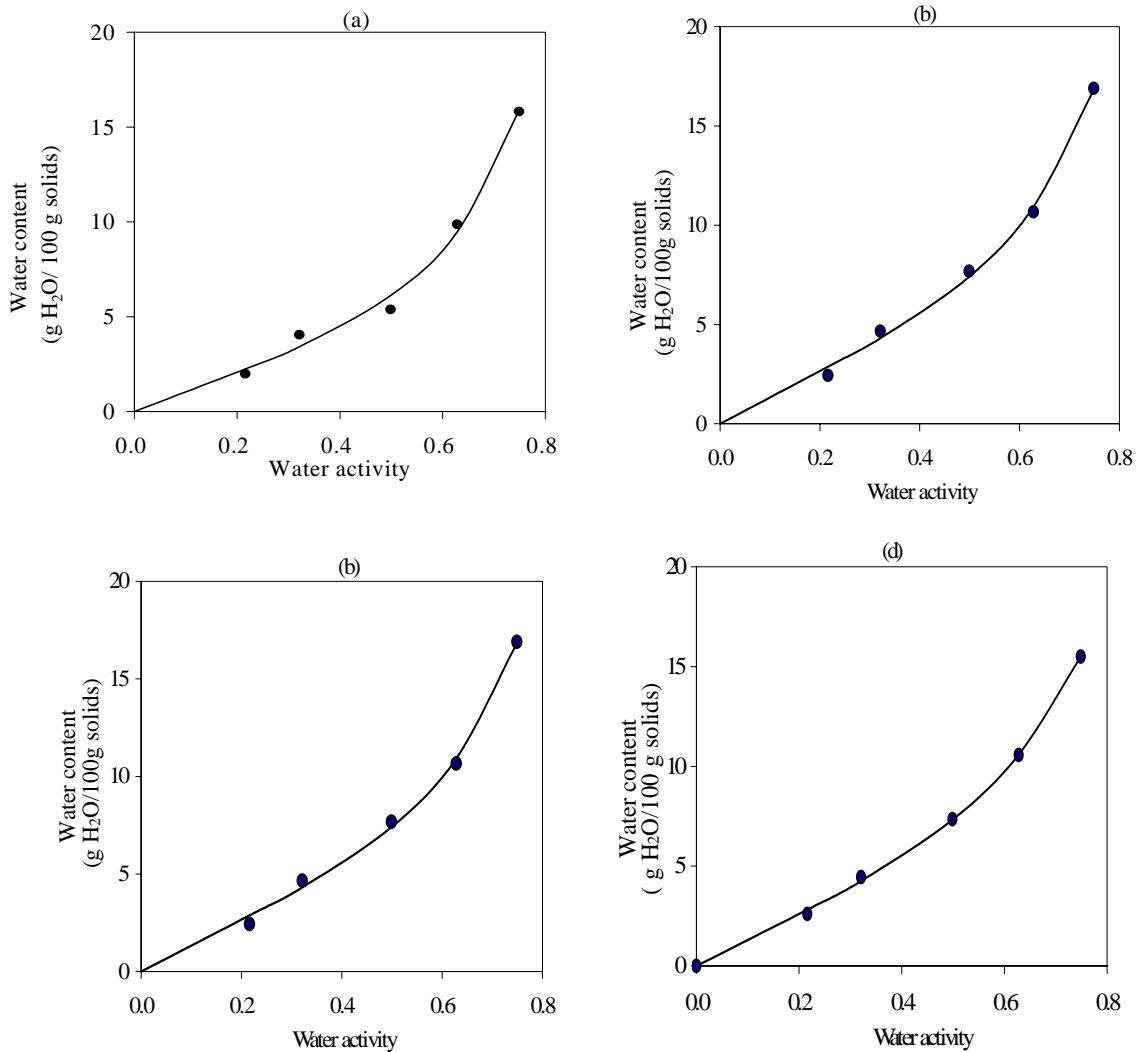 (a)
20
15
10
5
0
0.0 0.2 0.4 0.6 0.8
Water activity
Water content
(g H₂O/ 100 g solids)
(b)
20
15
10
5
0
0.0 0.2 0.4 0.6 0.8
Water activity
Water content
(g H₂O/100g solids)
(b)
20
15
10
5
0
0.0 0.2 0.4 0.6 0.8
Water activity
Water content
(g H₂O/100g solids)
(d)
20
15
10
5
0
0.0 0.2 0.4 0.6 0.8
Water activity
Water content
( g H₂O/100 g solids)